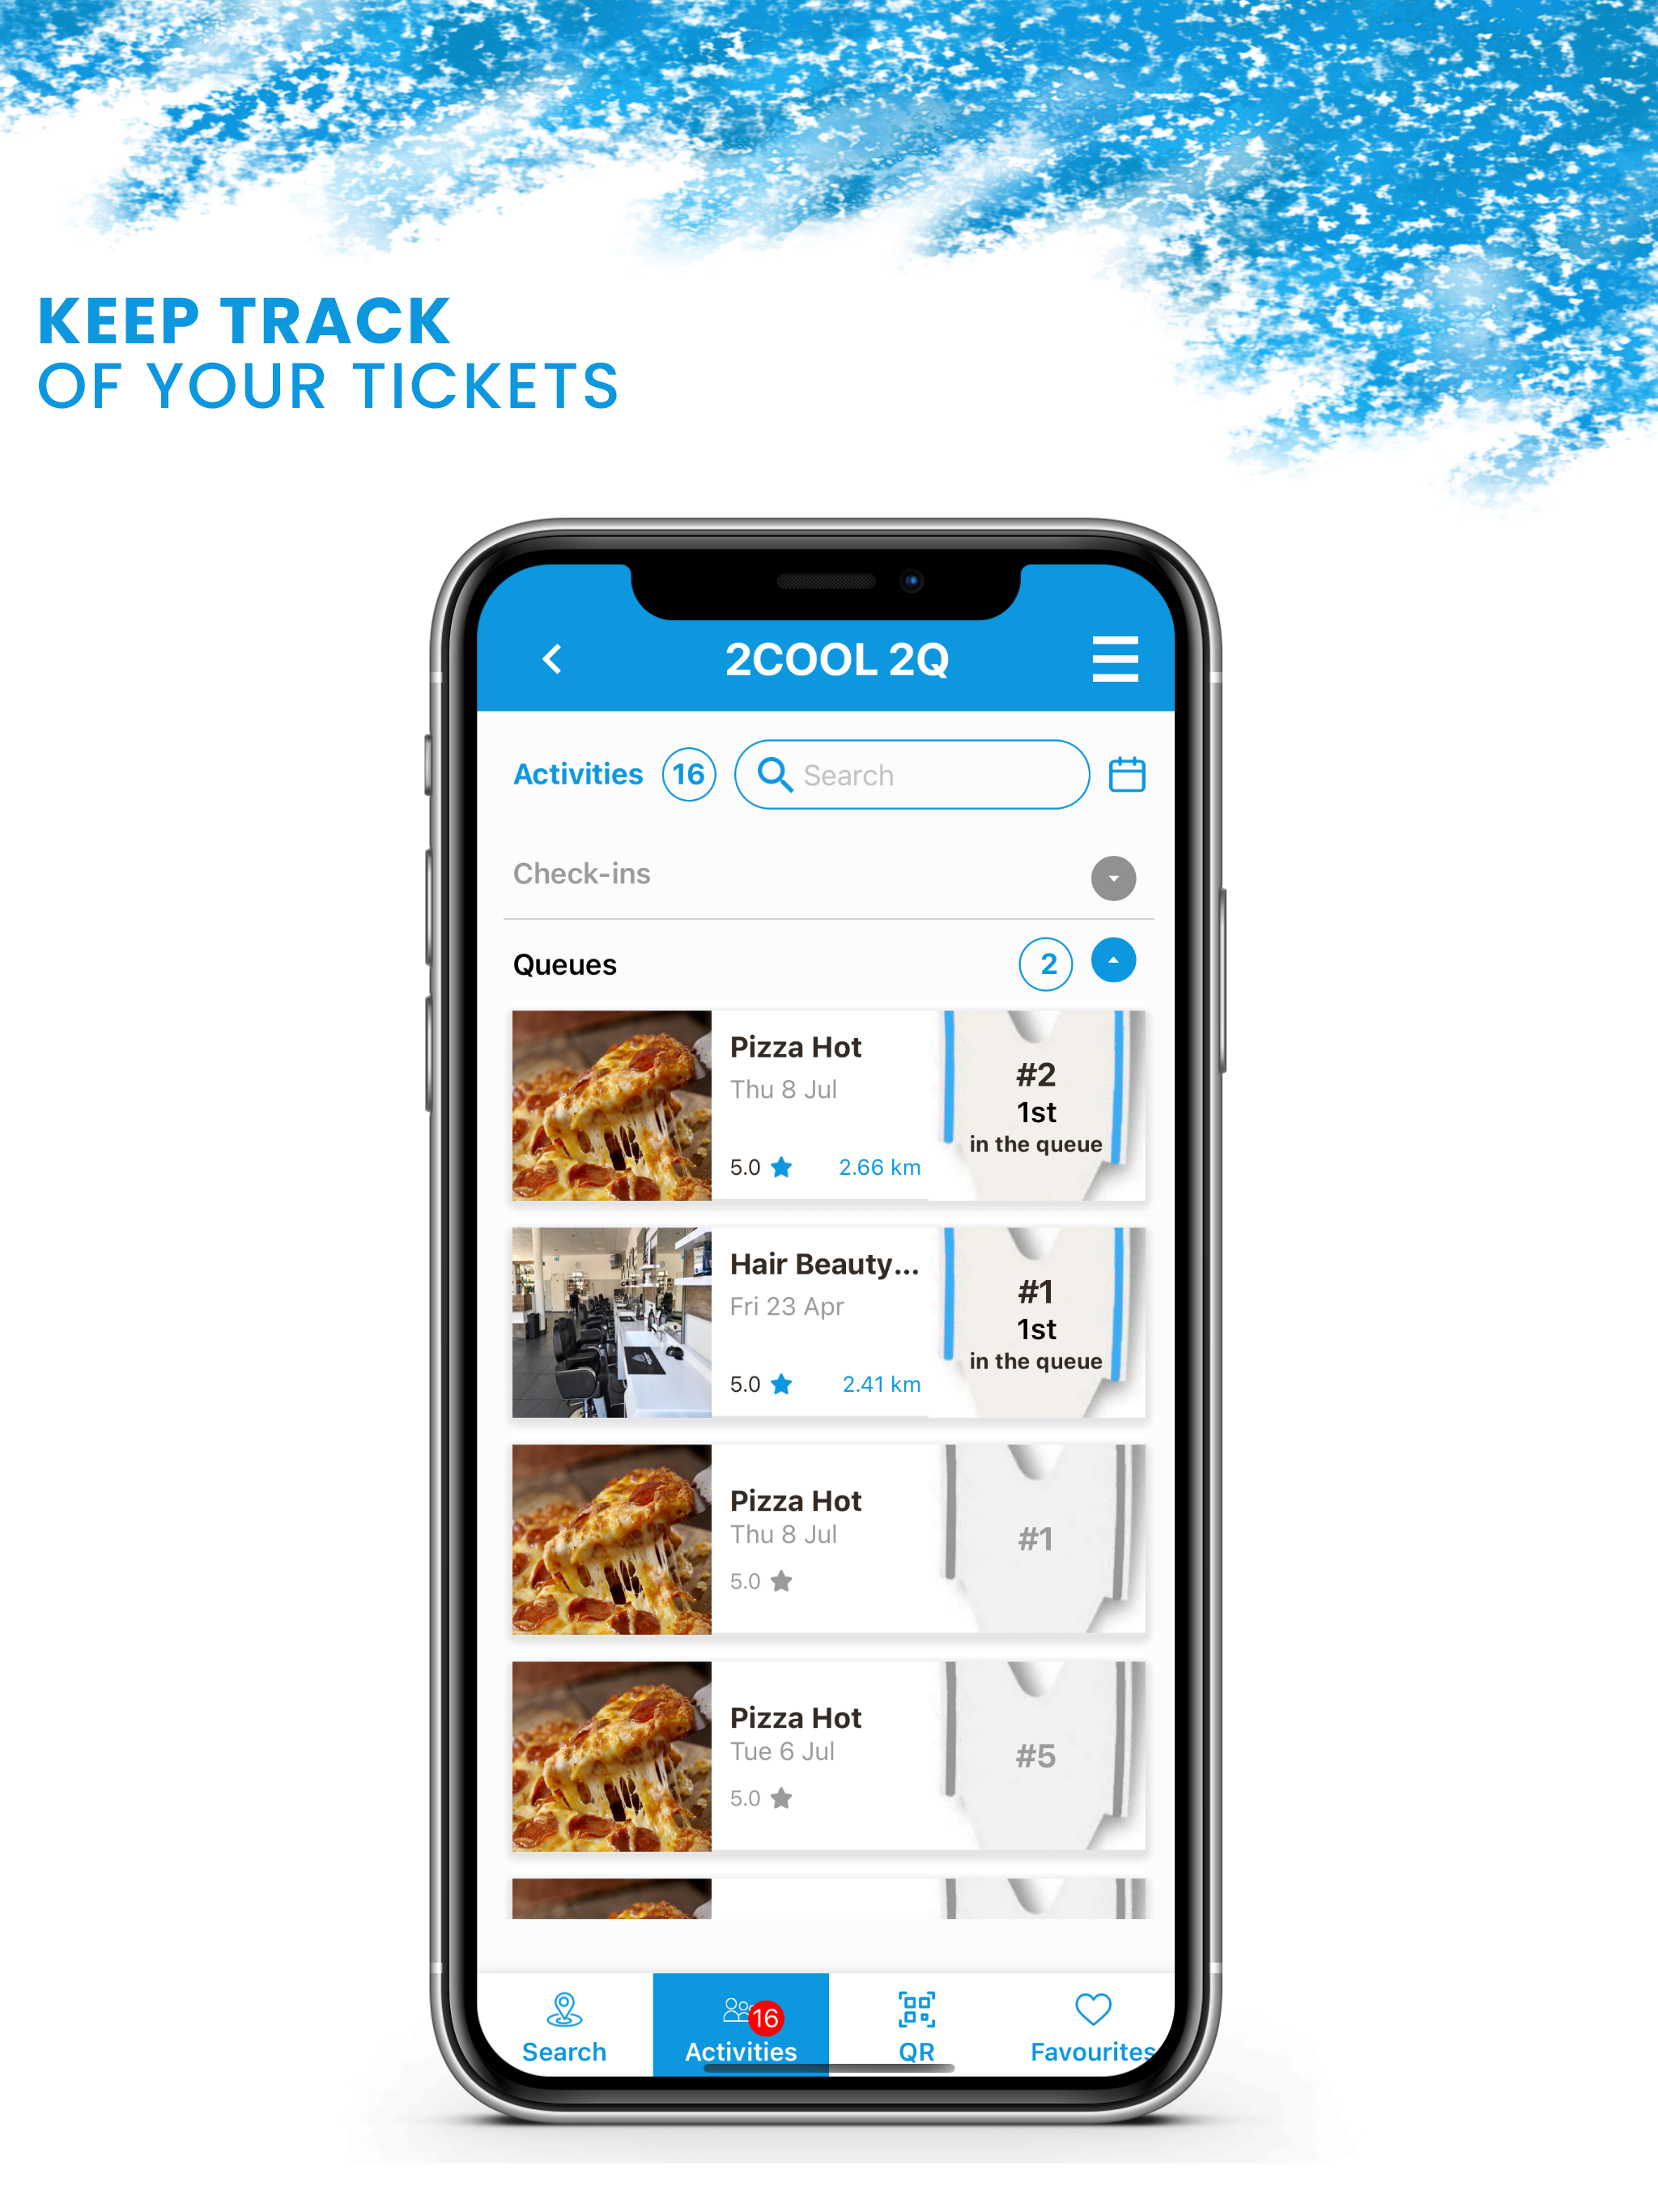 KEEP TRACK
OF YOUR TICKETS
2COOL 2Q
Activities 16 Search
Check-ins
Queues 2
Pizza Hot
Thu 8 Jul
5.0 2.66 km
#2
1st
in the queue
Hair Beauty...
Fri 23 Apr
5.0 2.41 km
#1
1st
in the queue
Pizza Hot
Thu 8 Jul
5.0
#1
Pizza Hot
Tue 6 Jul
5.0
#5
16
Search Activities QR Favourites